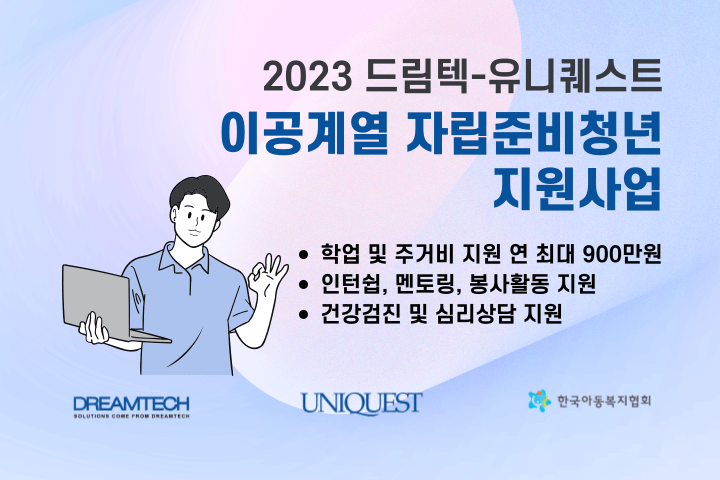 2023 드림텍-유니퀘스트
이공계열 자립준비청년
지원사업
• 학업 및 주거비 지원 연 최대 900만원
• 인턴쉽, 멘토링, 봉사활동 지원
• 건강검진 및 심리상담 지원
DREAMTECH
SOLUTIONS COME FROM DREAMTECH
UNIQUEST
한국아동복지협회